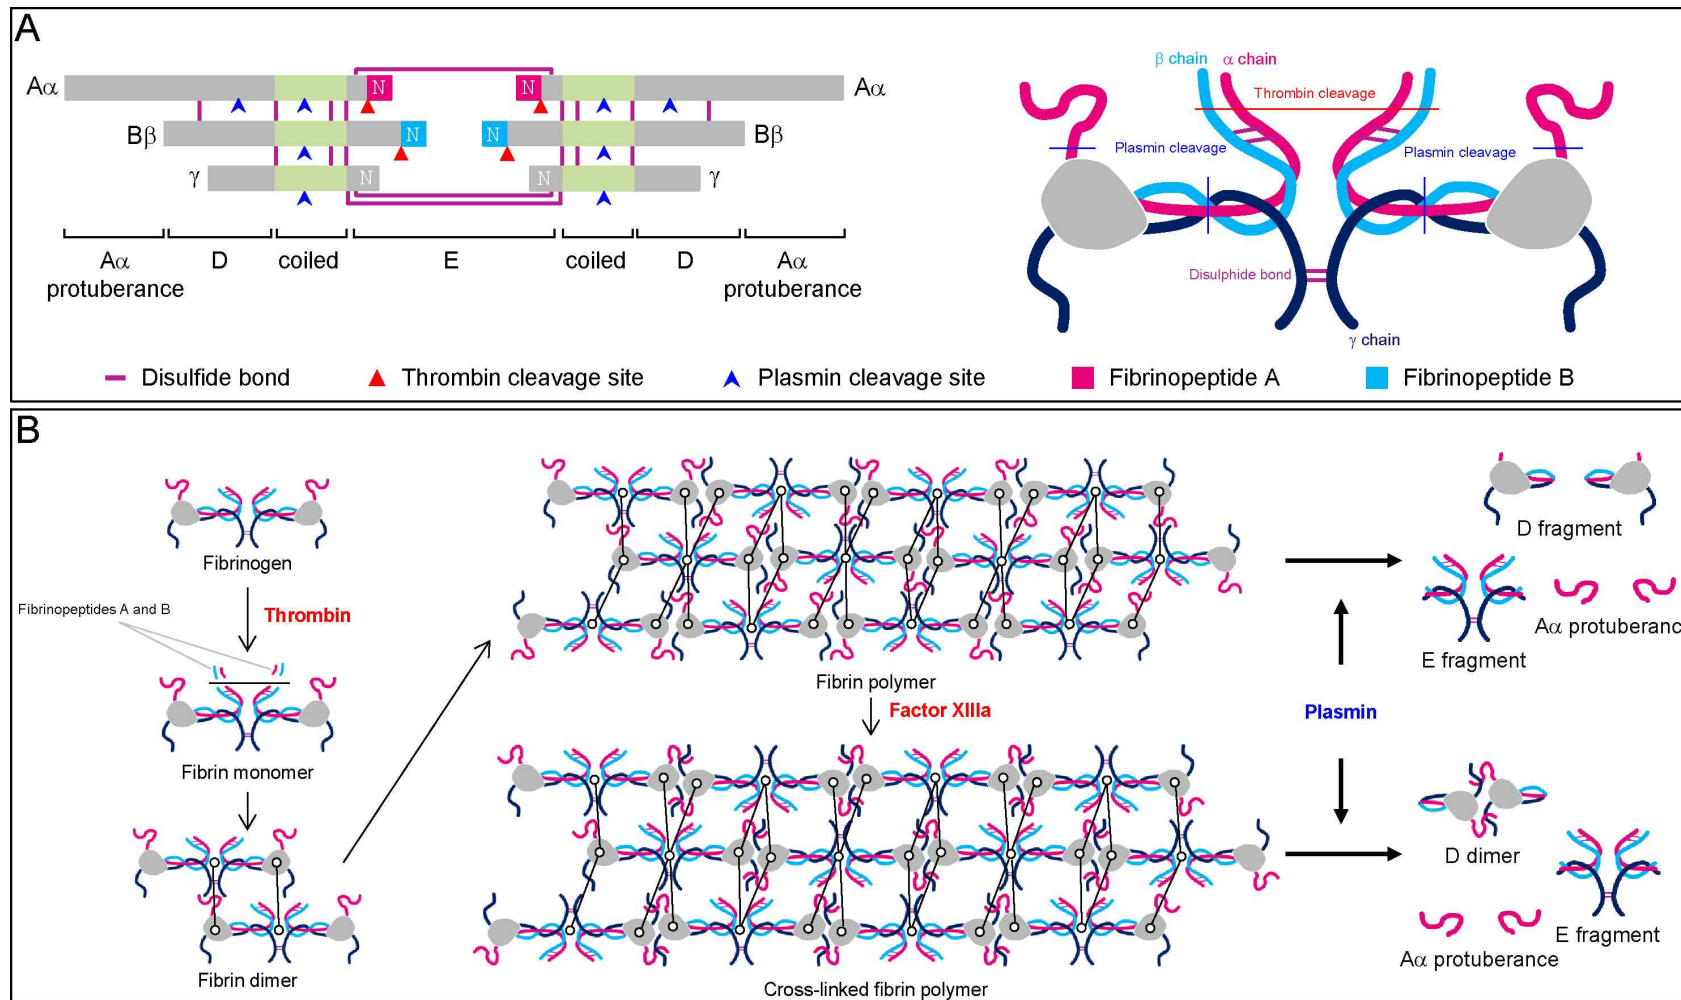 A
Aα
N
N
Aα
Bβ
N
N
Bβ
γ
N
N
γ
Aα
protuberance
D
coiled
E
coiled
D
Aα
protuberance
β chain
α chain
Thrombin cleavage
Plasmin cleavage
Plasmin cleavage
Disulphide bond
γ chain
Disulfide bond
Thrombin cleavage site
Plasmin cleavage site
Fibrinopeptide A
Fibrinopeptide B
B
Fibrinogen
Thrombin
Fibrinopeptides A and B
Fibrin monomer
Fibrin dimer
Fibrin polymer
Factor XIIIa
Cross-linked fibrin polymer
Plasmin
D fragment
E fragment
Aα protuberanc
D dimer
E fragment
Aα protuberance